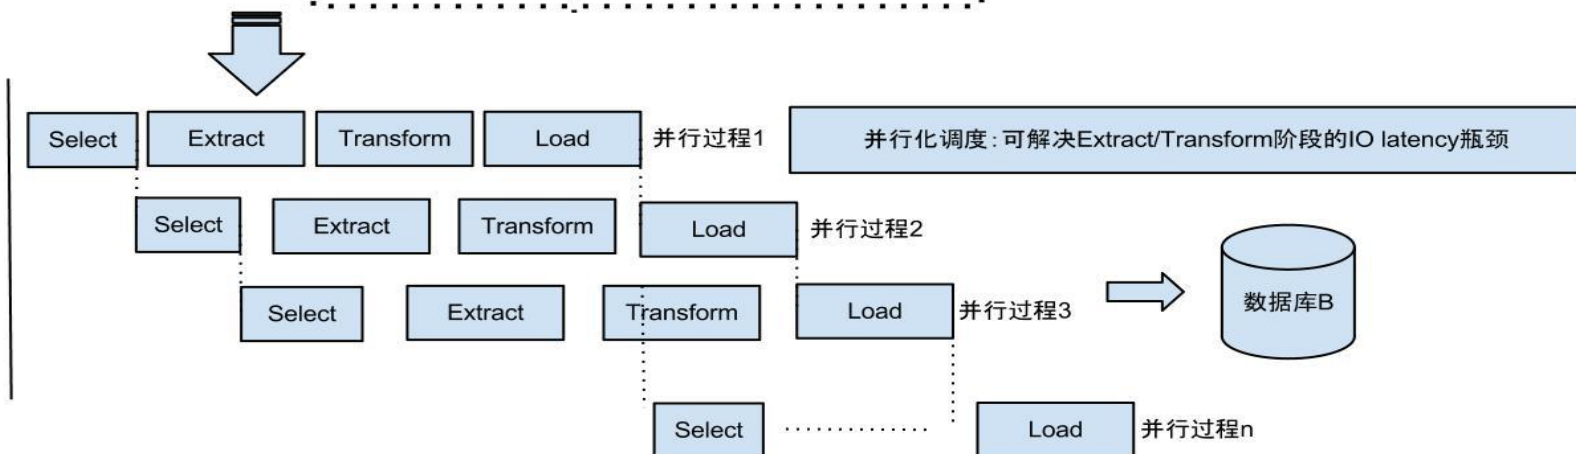 Select Extract Transform Load 并行过程1 并行化调度:可解决Extract/Transform阶段的IO latency瓶颈
Select Extract Transform Load 并行过程2
Select Extract Transform Load 并行过程3 数据库B
Select Load 并行过程n